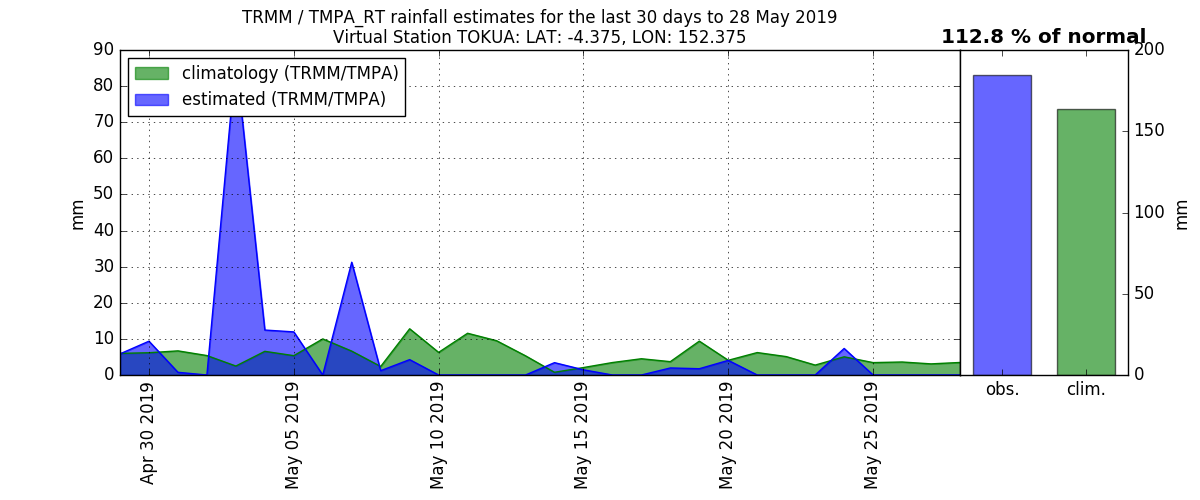 TRMM / TMPA_RT rainfall estimates for the last 30 days to 28 May 2019
Virtual Station TOKUA: LAT: -4.375, LON: 152.375
112.8 % of normal
climatology (TRMM/TMPA)
estimated (TRMM/TMPA)
mm
90
80
70
60
50
40
30
20
10
0
Apr 30 2019
May 05 2019
May 10 2019
May 15 2019
May 20 2019
May 25 2019
200
150
100
50
0
mm
obs.
clim.